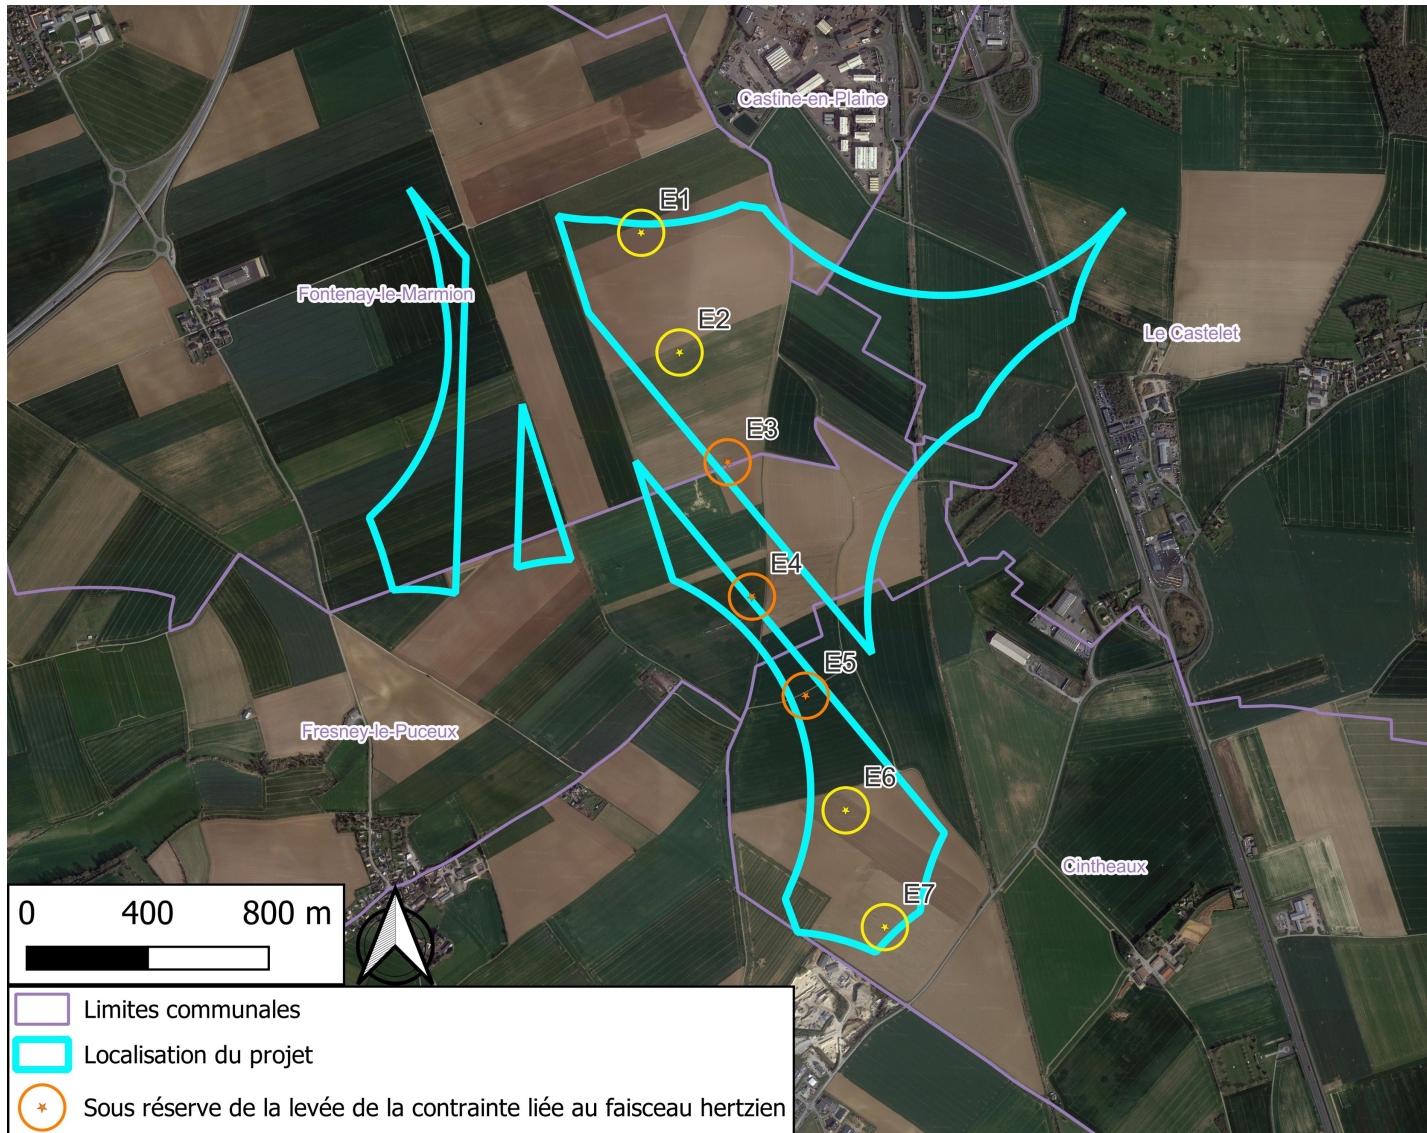 Castine-en-Plaine
E1
Fontenay-le-Marmion
E2
Le Castelet
E3
E4
E5
Fresney-le-Puceux
E6
Cintheaux
E7
0 400 800 m
Limites communales
Localisation du projet
Sous réserve de la levée de la contrainte liée au faisceau hertzien